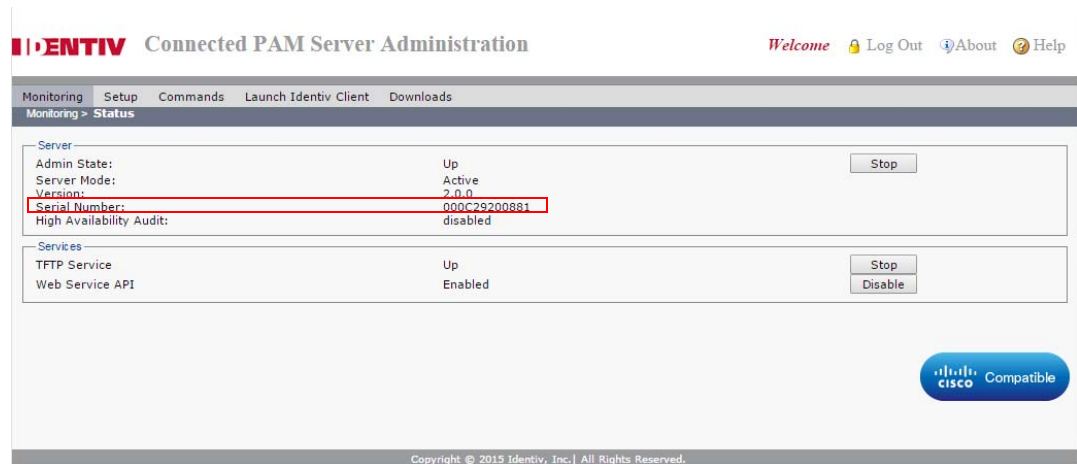 IDENTIV Connected PAM Server Administration Welcome Log Out About Help
Monitoring Setup Commands Launch Identiv Client Downloads
Monitoring > Status
Server
Admin State: Up Stop
Server Mode: Active
Version: 2.0.0
Serial Number: 000C29200881
High Availability Audit: disabled
Services
TFTP Service Up Stop
Web Service API Enabled Disable
cisco Compatible
Copyright © 2015 Identiv, Inc.| All Rights Reserved.